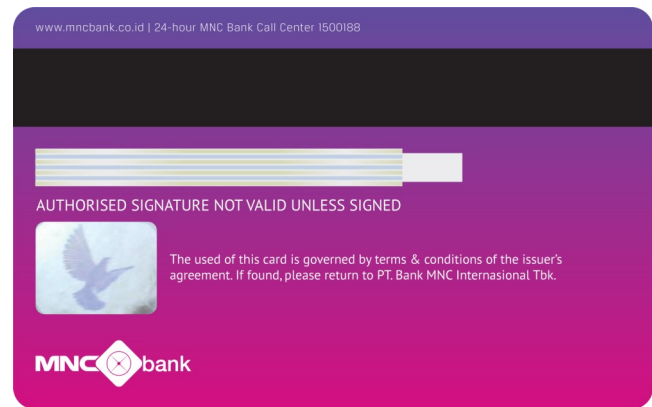 www.mncbank.co.id | 24-hour MNC Bank Call Center 1500188
AUTHORISED SIGNATURE NOT VALID UNLESS SIGNED
The used of this card is governed by terms & conditions of the issuer's
agreement. If found, please return to PT. Bank MNC Internasional Tbk.
MNC bank